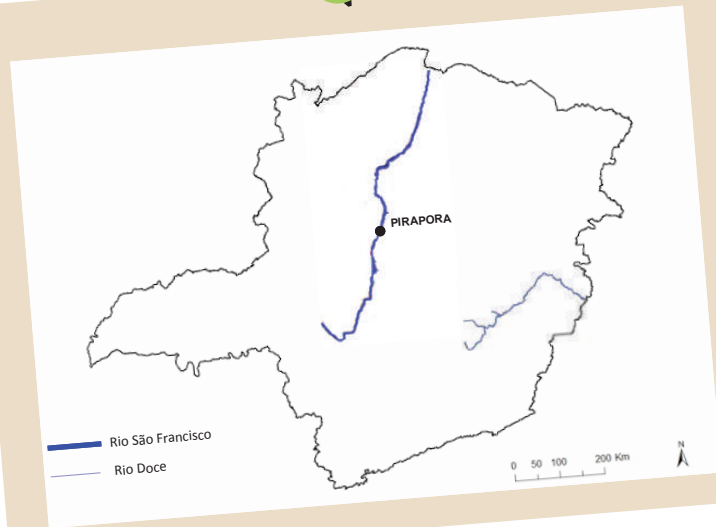 PIRAPORA
Rio São Francisco
Rio Doce
0 50 100 200 Km
N